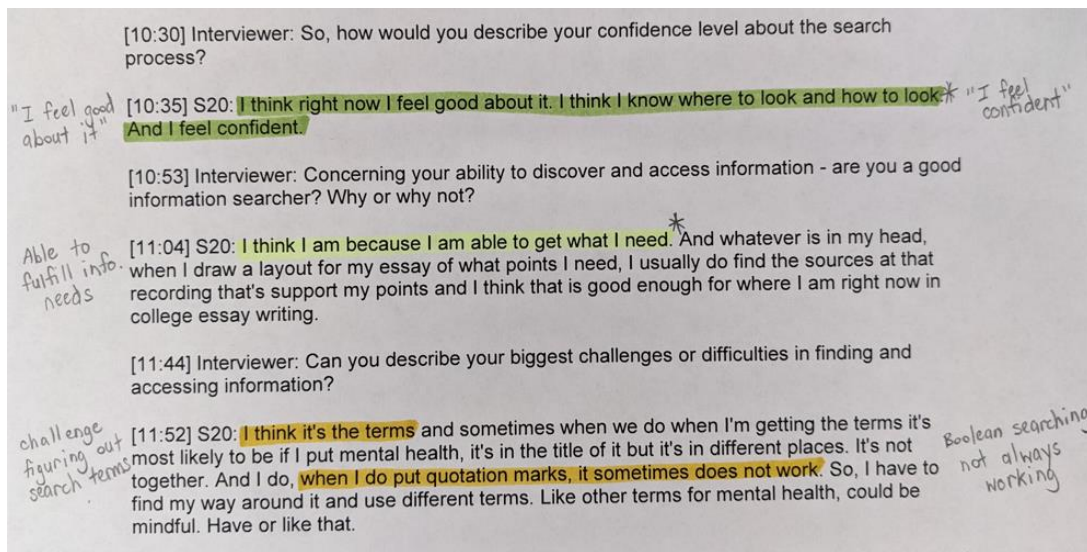 [10:30] Interviewer: So, how would you describe your confidence level about the search
process?
"I feel good
about it"
[10:35] S20: I think right now I feel good about it. I think I know where to look and how to look.*
And I feel confident.
"I feel
confident"
[10:53] Interviewer: Concerning your ability to discover and access information - are you a good
information searcher? Why or why not?
Able to
fulfill info.
needs
[11:04] S20: I think I am because I am able to get what I need.* And whatever is in my head,
when I draw a layout for my essay of what points I need, I usually do find the sources at that
recording that's support my points and I think that is good enough for where I am right now in
college essay writing.
[11:44] Interviewer: Can you describe your biggest challenges or difficulties in finding and
accessing information?
challenge
figuring out
search terms
[11:52] S20: I think it's the terms and sometimes when we do when I'm getting the terms it's
most likely to be if I put mental health, it's in the title of it but it's in different places. It's not
together. And I do, when I do put quotation marks, it sometimes does not work. So, I have to
find my way around it and use different terms. Like other terms for mental health, could be
mindful. Have or like that.
Boolean searching
not always
working